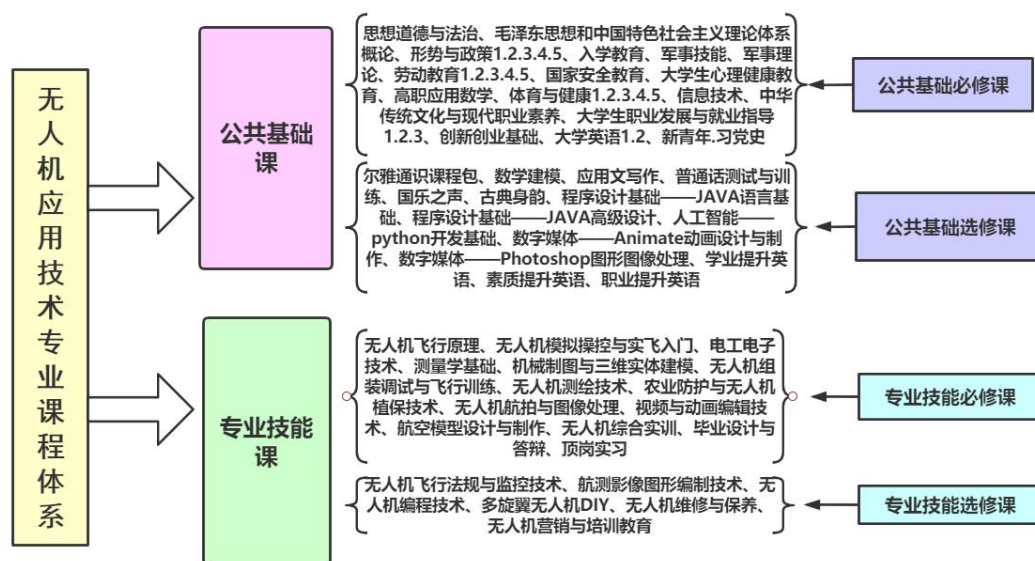 无人机应用技术专业课程体系
公共基础
课
思想道德与法治、毛泽东思想和中国特色社会主义理论体系
概论、形势与政策1.2.3.4.5、入学教育、军事技能、军事理
论、劳动教育1.2.3.4.5、国家安全教育、大学生心理健康教
育、高职应用数学、体育与健康1.2.3.4.5、信息技术、中华
传统文化与现代职业素养、大学生职业发展与就业指导
1.2.3、创新创业基础、大学英语1.2、新青年.习党史
公共基础必修课
尔雅通识课程包、数学建模、应用文写作、普通话测试与训
练、国乐之声、古典身韵、程序设计基础——JAVA语言基
础、程序设计基础——JAVA高级设计、人工智能——
python开发基础、数字媒体——Animate动画设计与制
作、数字媒体——Photoshop图形图像处理、学业提升英
语、素质提升英语、职业提升英语
公共基础选修课
专业技能
课
无人机飞行原理、无人机模拟操控与实飞入门、电工电子
技术、测量学基础、机械制图与三维实体建模、无人机组
装调试与飞行训练、无人机测绘技术、农业防护与无人机
植保技术、无人机航拍与图像处理、视频与动画编辑技
术、航空模型设计与制作、无人机综合实训、毕业设计与
答辩、顶岗实习
专业技能必修课
无人机飞行法规与监控技术、航测影像图形编制技术、无
人机编程技术、多旋翼无人机DIY、无人机维修与保养、
无人机营销与培训教育
专业技能选修课